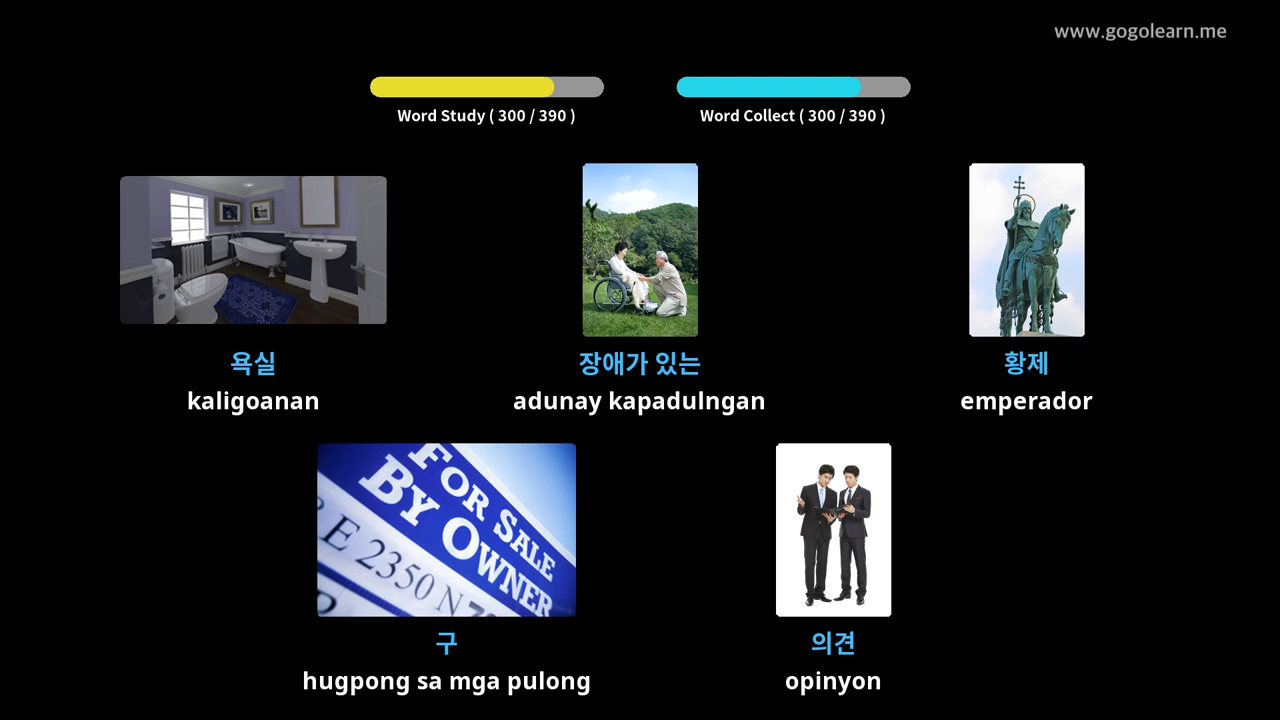 www.gogolearn.me
Word Study ( 300 / 390 )
Word Collect ( 300 / 390 )
욕실
kaligoanan
장애가 있는
adunay kapadulngan
황제
emperador
FOR SALE
BY OWNER
E 2350 N
구
hugpong sa mga pulong
의견
opinyon